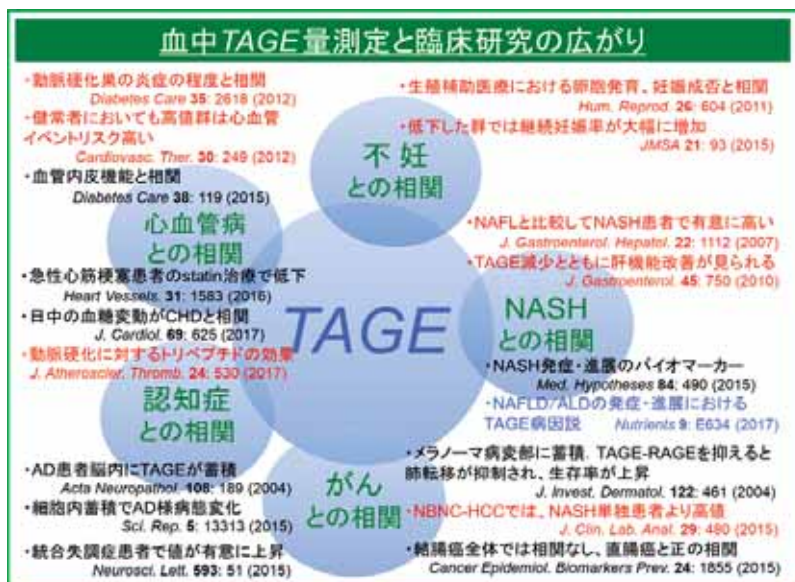 血中TAGE量測定と臨床研究の広がり
・動脈硬化巣の炎症の程度と相関
Diabetes Care 35: 2618 (2012)
・健常者においても高値群は心血管
イベントリスク高い
Cardiovasc. Ther. 30: 249 (2012)
・血管内皮機能と相関
Diabetes Care 38: 119 (2015)
心血管病
との相関
・急性心筋梗塞患者のstatin治療で低下
Heart Vessels. 31: 1583 (2016)
・日中の血糖変動がCHDと相関
J. Cardiol. 69: 625 (2017)
・動脈硬化に対するトリペプチドの効果
J. Atheroscler. Thromb. 24: 530 (2017)
・生殖補助医療における卵胞発育、妊娠成否と相関
Hum. Reprod. 26: 604 (2011)
・低下した群では継続妊娠率が大幅に増加
JMSA 21: 93 (2015)
不妊
との相関
TAGE
・NAFLと比較してNASH患者で有意に高い
J. Gastroenterol. Hepatol. 22: 1112 (2007)
・TAGE減少とともに肝機能改善が見られる
J. Gastroenterol. 45: 750 (2010)
NASH
との相関
・NASH発症・進展のバイオマーカー
Med. Hypotheses 84: 490 (2015)
・NAFLD/ALDの発症・進展における
TAGE病因説 Nutrients 9: E634 (2017)
認知症
との相関
・AD患者脳内にTAGEが蓄積
Acta Neuropathol. 108: 189 (2004)
・細胞内蓄積でAD様病態変化
Sci. Rep. 5: 13313 (2015)
・統合失調症患者で値が有意に上昇
Neurosci. Lett. 593: 51 (2015)
がん
との相関
・メラノーマ病変部に蓄積．TAGE-RAGEを抑えると
肺転移が抑制され、生存率が上昇
J. Invest. Dermatol. 122: 461 (2004)
・NBNC-HCCでは、NASH単独患者より高値
J. Clin. Lab. Anal. 29: 480 (2015)
・結腸癌全体では相関なし、直腸癌と正の相関
Cancer Epidemiol. Biomarkers Prev. 24: 1855 (2015)